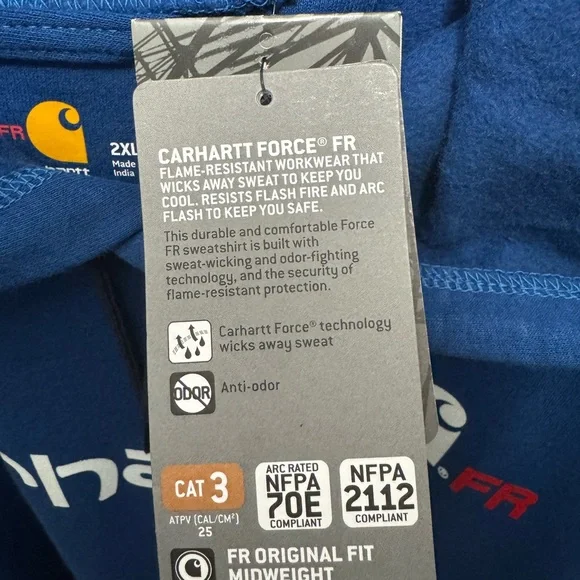 FR
2XL
Made
India
CARHARTT FORCE® FR
FLAME-RESISTANT WORKWEAR THAT
WICKS AWAY SWEAT TO KEEP YOU
COOL. RESISTS FLASH FIRE AND ARC
FLASH TO KEEP YOU SAFE.
This durable and comfortable Force
FR sweatshirt is built with
sweat-wicking and odor-fighting
technology, and the security of
flame-resistant protection.
Carhartt Force® technology
wicks away sweat
ODOR
Anti-odor
CAT 3
ATPV (CAL/CM²)
25
ARC RATED
NFPA
70E
COMPLIANT
NFPA
2112
COMPLIANT
FR ORIGINAL FIT
MIDWEIGHT
FR